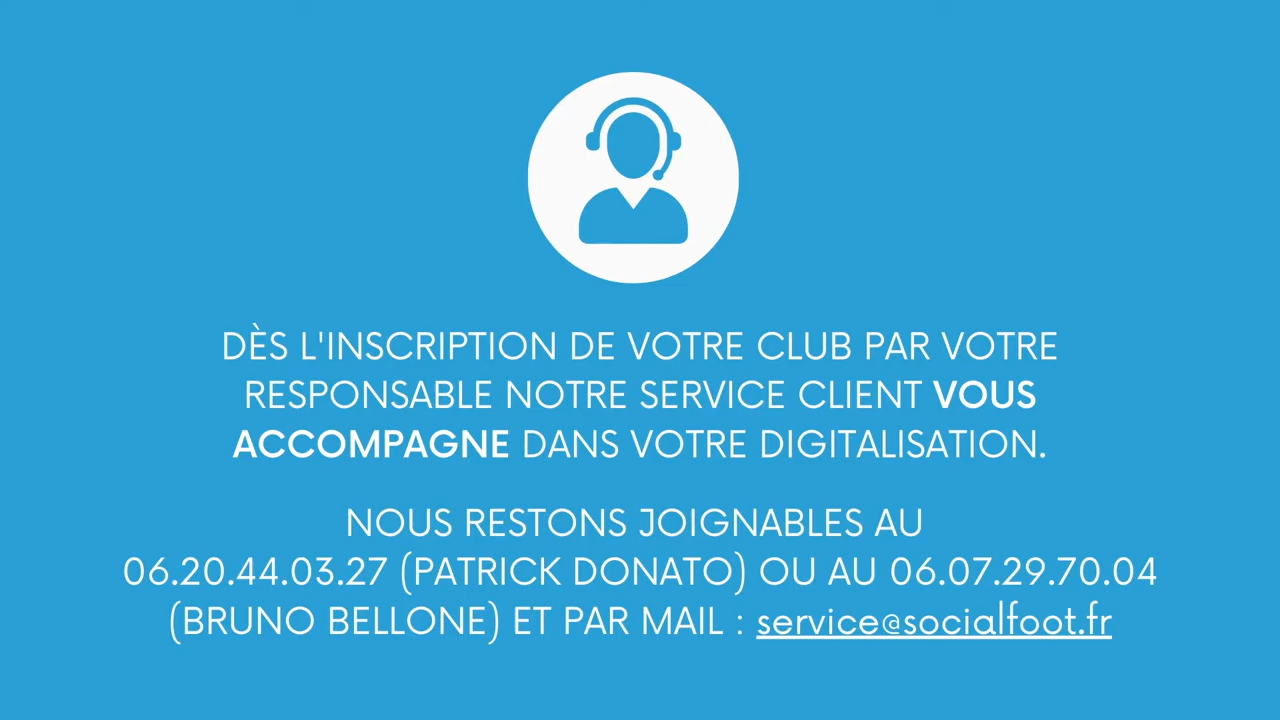 DÈS L'INSCRIPTION DE VOTRE CLUB PAR VOTRE
RESPONSABLE NOTRE SERVICE CLIENT VOUS
ACCOMPAGNE DANS VOTRE DIGITALISATION.
NOUS RESTONS JOIGNABLES AU
06.20.44.03.27 (PATRICK DONATO) OU AU 06.07.29.70.04
(BRUNO BELLONE) ET PAR MAIL : service@socialfoot.fr